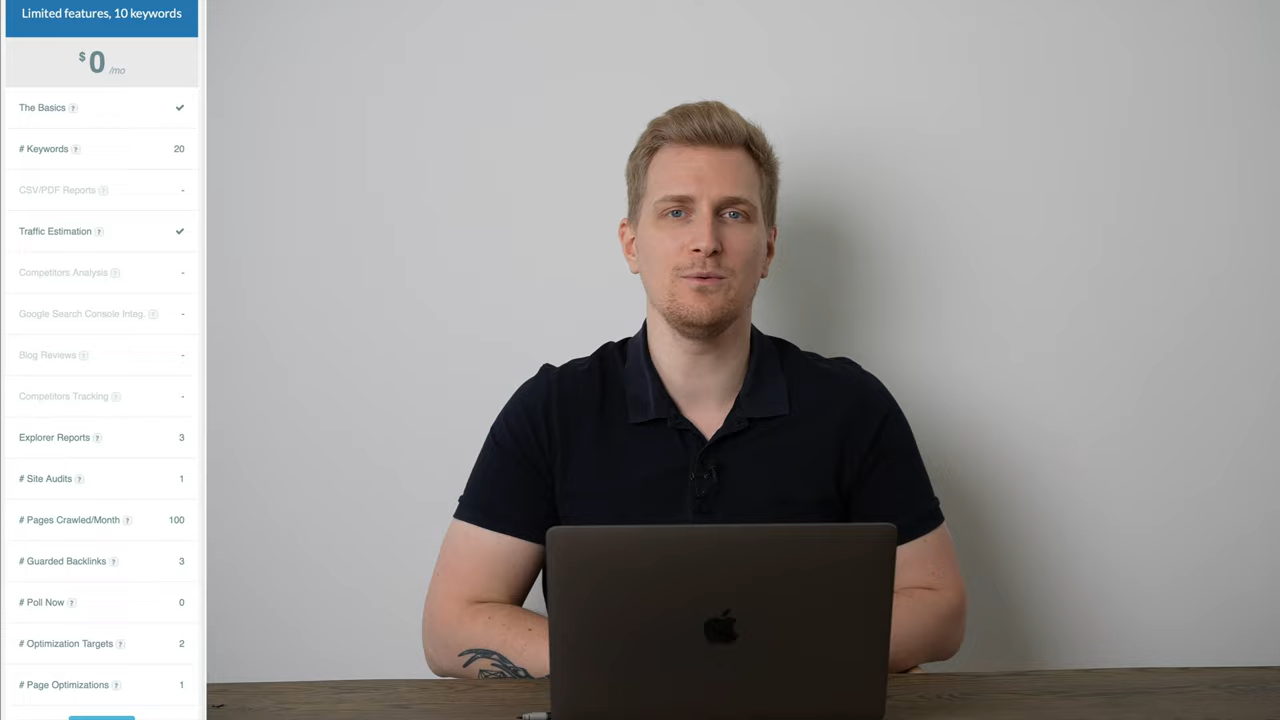 Limited features, 10 keywords
$0 /mo
The Basics ? ✓
# Keywords ? 20
CSV/PDF Reports ? -
Traffic Estimation ? ✓
Competitors Analysis ? -
Google Search Console Integ. ? -
Blog Reviews ? -
Competitors Tracking ? -
Explorer Reports ? 3
# Site Audits ? 1
# Pages Crawled/Month ? 100
# Guarded Backlinks ? 3
# Poll Now ? 0
# Optimization Targets ? 2
# Page Optimizations ? 1